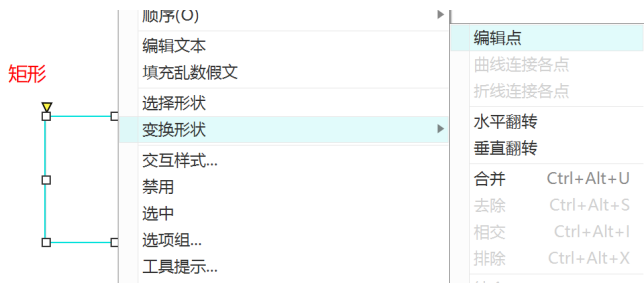 矩形
顺序(O)
编辑文本
填充乱数假文
选择形状
变换形状
交互样式...
禁用
选中
选项组...
工具提示...
编辑点
曲线连接各点
折线连接各点
水平翻转
垂直翻转
合并 Ctrl+Alt+U
去除 Ctrl+Alt+S
相交 Ctrl+Alt+I
排除 Ctrl+Alt+X